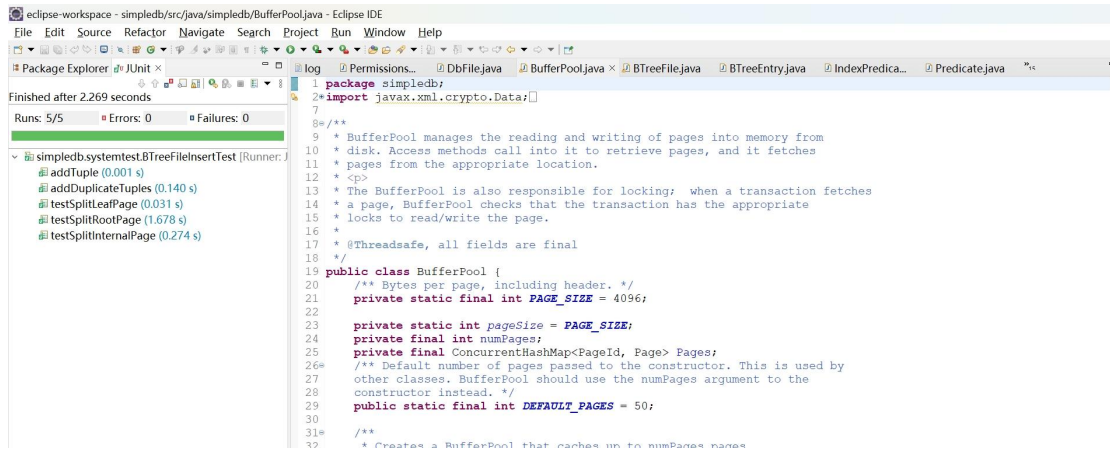 eclipse-workspace - simpledb/src/java/simpledb/BufferPool.java - Eclipse IDE
File Edit Source Refactor Navigate Search Project Run Window Help
Package Explorer JUnit
log Permissions... DbFile.java BufferPool.java BTreeFile.java BTreeEntry.java IndexPredica... Predicate.java
Finished after 2.269 seconds
Runs: 5/5 Errors: 0 Failures: 0
simpledb.systemtest.BTreeFileInsertTest [Runner: J
addTuple (0.001 s)
addDuplicateTuples (0.140 s)
testSplitLeafPage (0.031 s)
testSplitRootPage (1.678 s)
testSplitInternalPage (0.274 s)
1 package simpledb;
2 import javax.xml.crypto.Data;
7
8 /**
9 * BufferPool manages the reading and writing of pages into memory from
10 * disk. Access methods call into it to retrieve pages, and it fetches
11 * pages from the appropriate location.
12 * <p>
13 * The BufferPool is also responsible for locking; when a transaction fetches
14 * a page, BufferPool checks that the transaction has the appropriate
15 * locks to read/write the page.
16 *
17 * @Threadsafe, all fields are final
18 */
19 public class BufferPool {
20 /** Bytes per page, including header. */
21 private static final int PAGE_SIZE = 4096;
22
23 private static int pageSize = PAGE_SIZE;
24 private final int numPages;
25 private final ConcurrentHashMap<PageId, Page> Pages;
26 /** Default number of pages passed to the constructor. This is used by
27 other classes. BufferPool should use the numPages argument to the
28 constructor instead. */
29 public static final int DEFAULT_PAGES = 50;
30
31 /**
32 * Creates a BufferPool that caches up to numPages pages